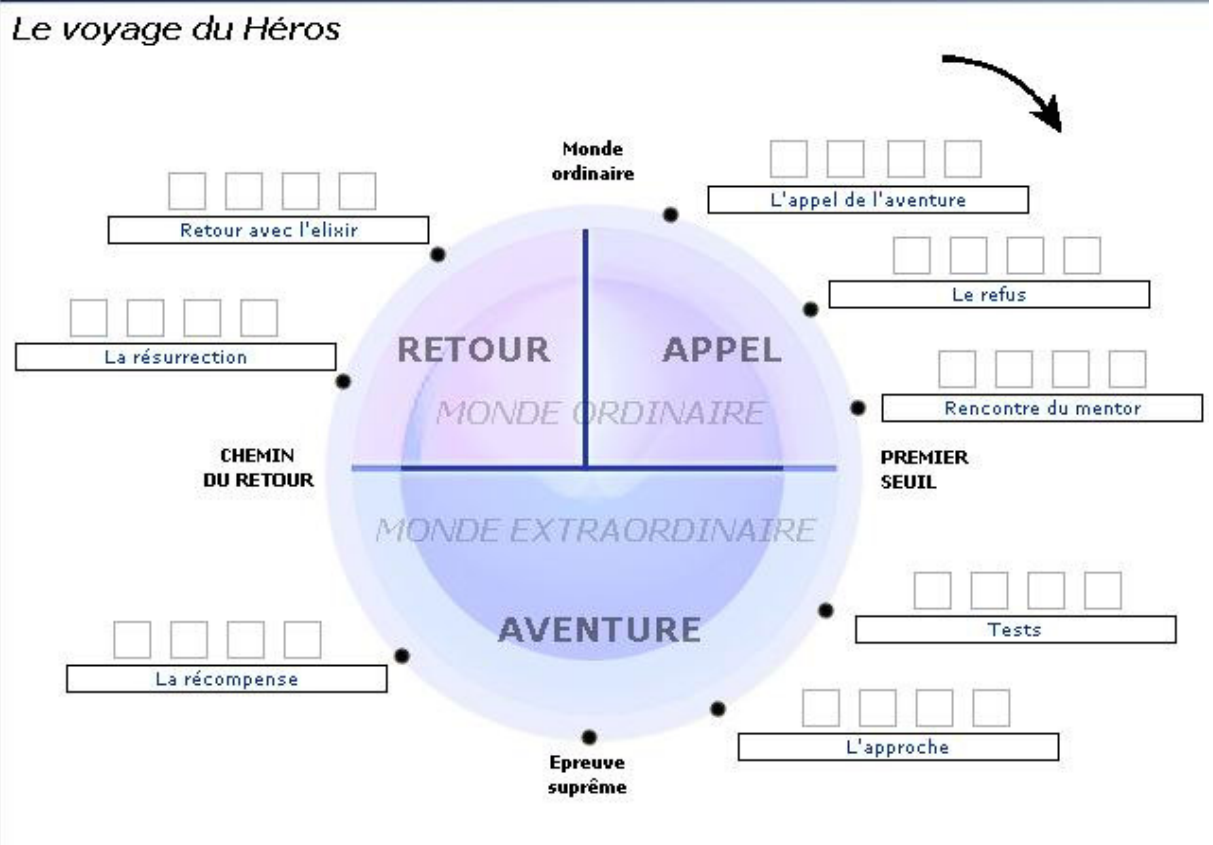 Le voyage du Héros
Monde
ordinaire
L'appel de l'aventure
Retour avec l'elixir
Le refus
La résurrection
RETOUR
APPEL
MONDE ORDINAIRE
Rencontre du mentor
CHEMIN
DU RETOUR
PREMIER
SEUIL
MONDE EXTRAORDINAIRE
AVENTURE
Tests
La récompense
L'approche
Epreuve
suprême